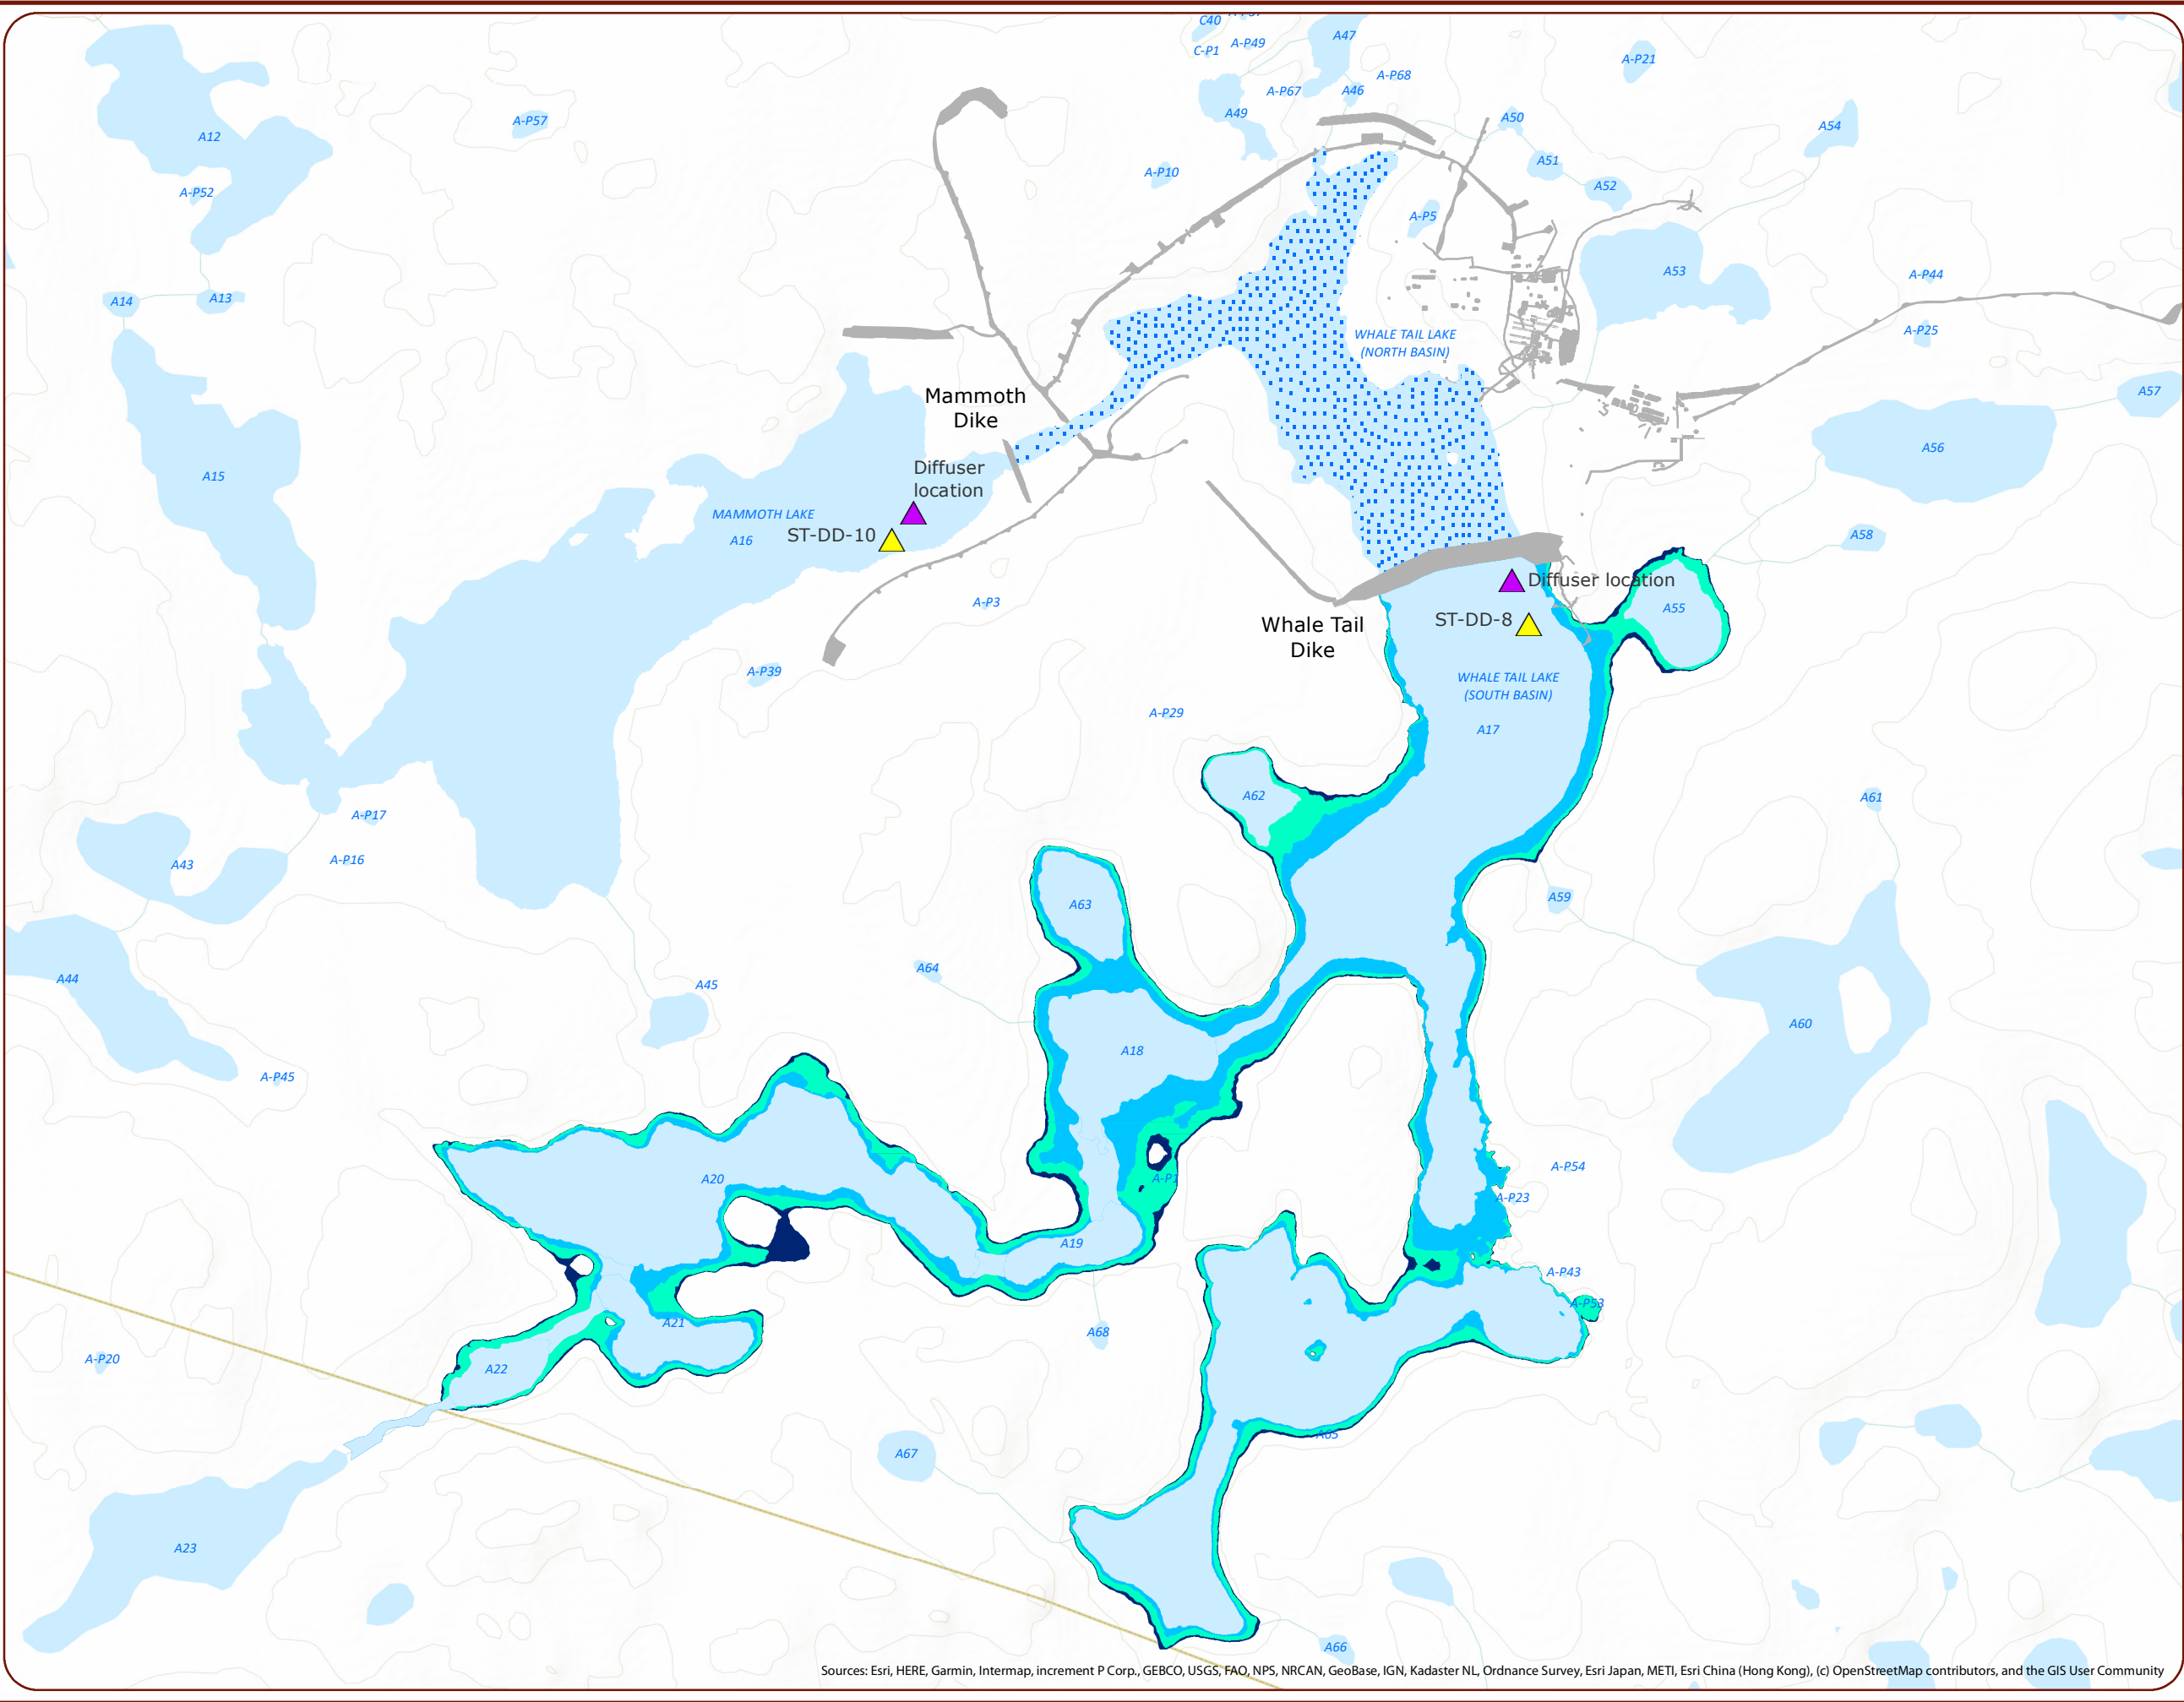 C40
A-P49
C-P1
A47
A-P68
A-P67
A46
A49
A-P21
A50
A54
A51
A52
A-P57
A12
A-P52
A-P10
A-P5
A53
A-P44
A14
A13
A-P25
WHALE TAIL LAKE
(NORTH BASIN)
A57
Mammoth
Dike
A56
A15
Diffuser
location
MAMMOTH LAKE
A16
ST-DD-10
A58
Diffuser location
A55
A-P3
ST-DD-8
Whale Tail
Dike
A-P39
WHALE TAIL LAKE
(SOUTH BASIN)
A-P29
A17
A62
A61
A-P17
A-P16
A43
A63
A59
A44
A64
A45
A60
A18
A-P45
A-P54
A-P1
A20
A-P23
A19
A-P43
A-P53
A21
A68
A-P20
A22
A65
A67
A23
A66
Sources: Esri, HERE, Garmin, Intermap, increment P Corp., GEBCO, USGS, FAO, NPS, NRCAN, GeoBase, IGN, Kadaster NL, Ordnance Survey, Esri Japan, METI, Esri China (Hong Kong), (c) OpenStreetMap contributors, and the GIS User Community